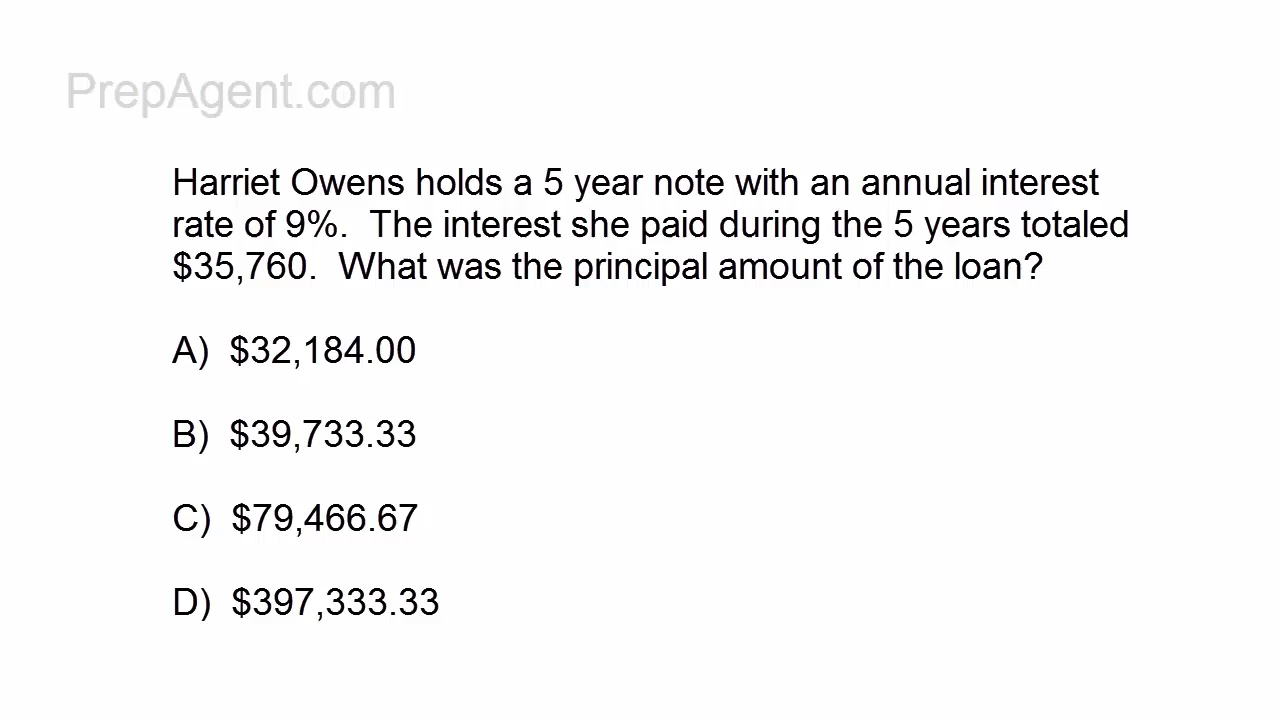 PrepAgent.com
Harriet Owens holds a 5 year note with an annual interest
rate of 9%.  The interest she paid during the 5 years totaled
$35,760.  What was the principal amount of the loan?
A)  $32,184.00
B)  $39,733.33
C)  $79,466.67
D)  $397,333.33